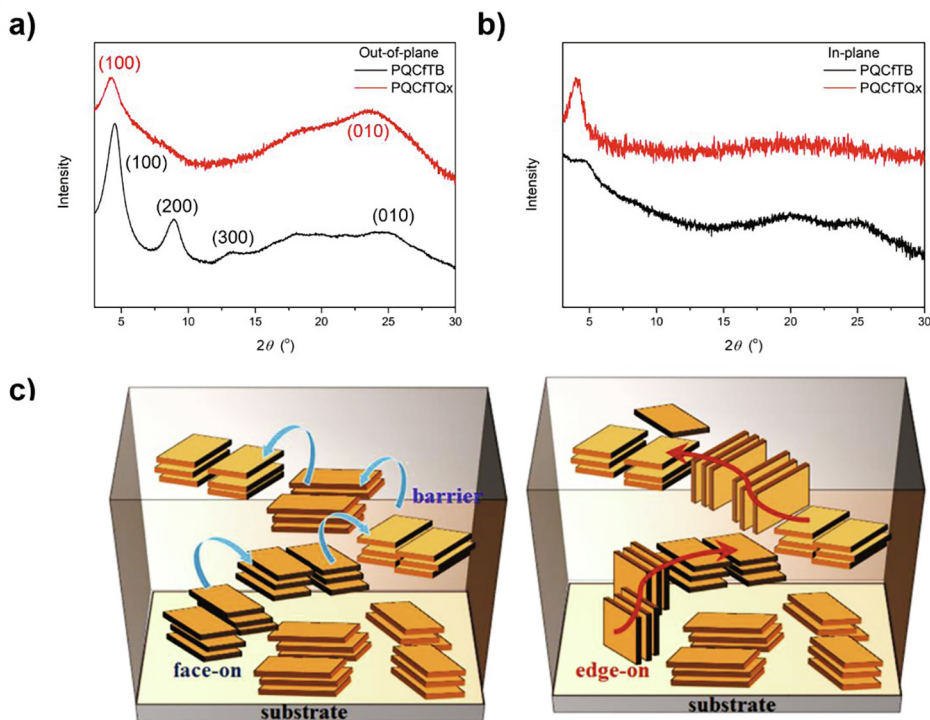 a)
Out-of-plane
PQCfTB
PQCfTQx
(100)
(100)
(200)
(300)
(010)
(010)
Intensity
5 10 15 20 25 30
2θ (°)
b)
In-plane
PQCfTB
PQCfTQx
Intensity
5 10 15 20 25 30
2θ (°)
c)
barrier
face-on
substrate
edge-on
substrate